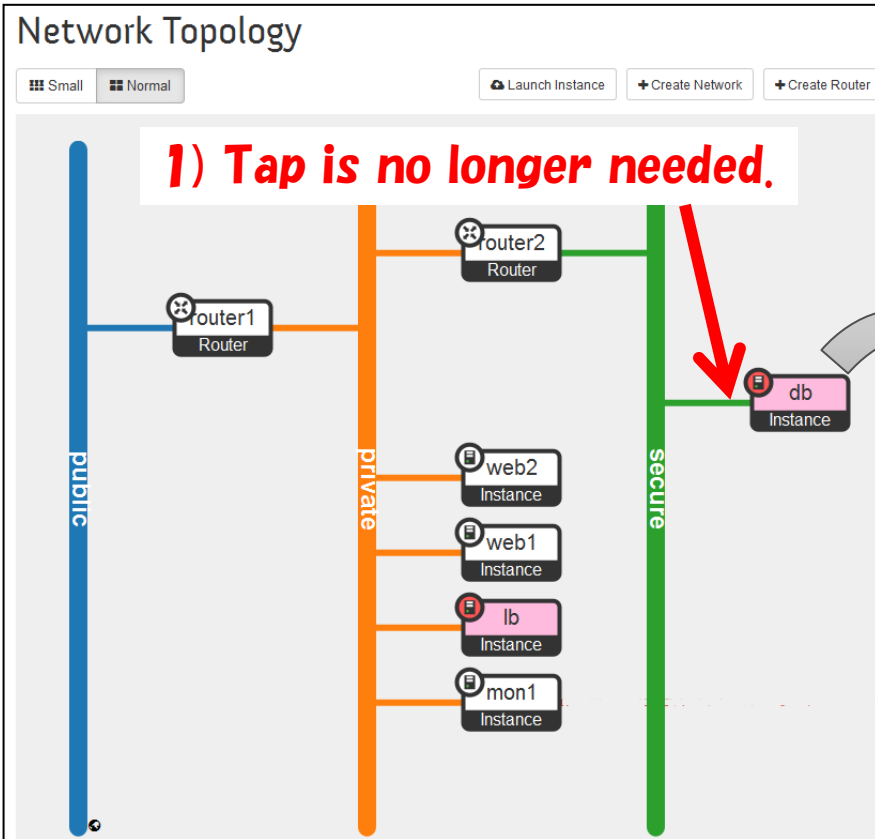 Network Topology
Small
Normal
Launch Instance
Create Network
Create Router
1) Tap is no longer needed.
router2
Router
router1
Router
db
Instance
public
private
secure
web2
Instance
web1
Instance
lb
Instance
mon1
Instance